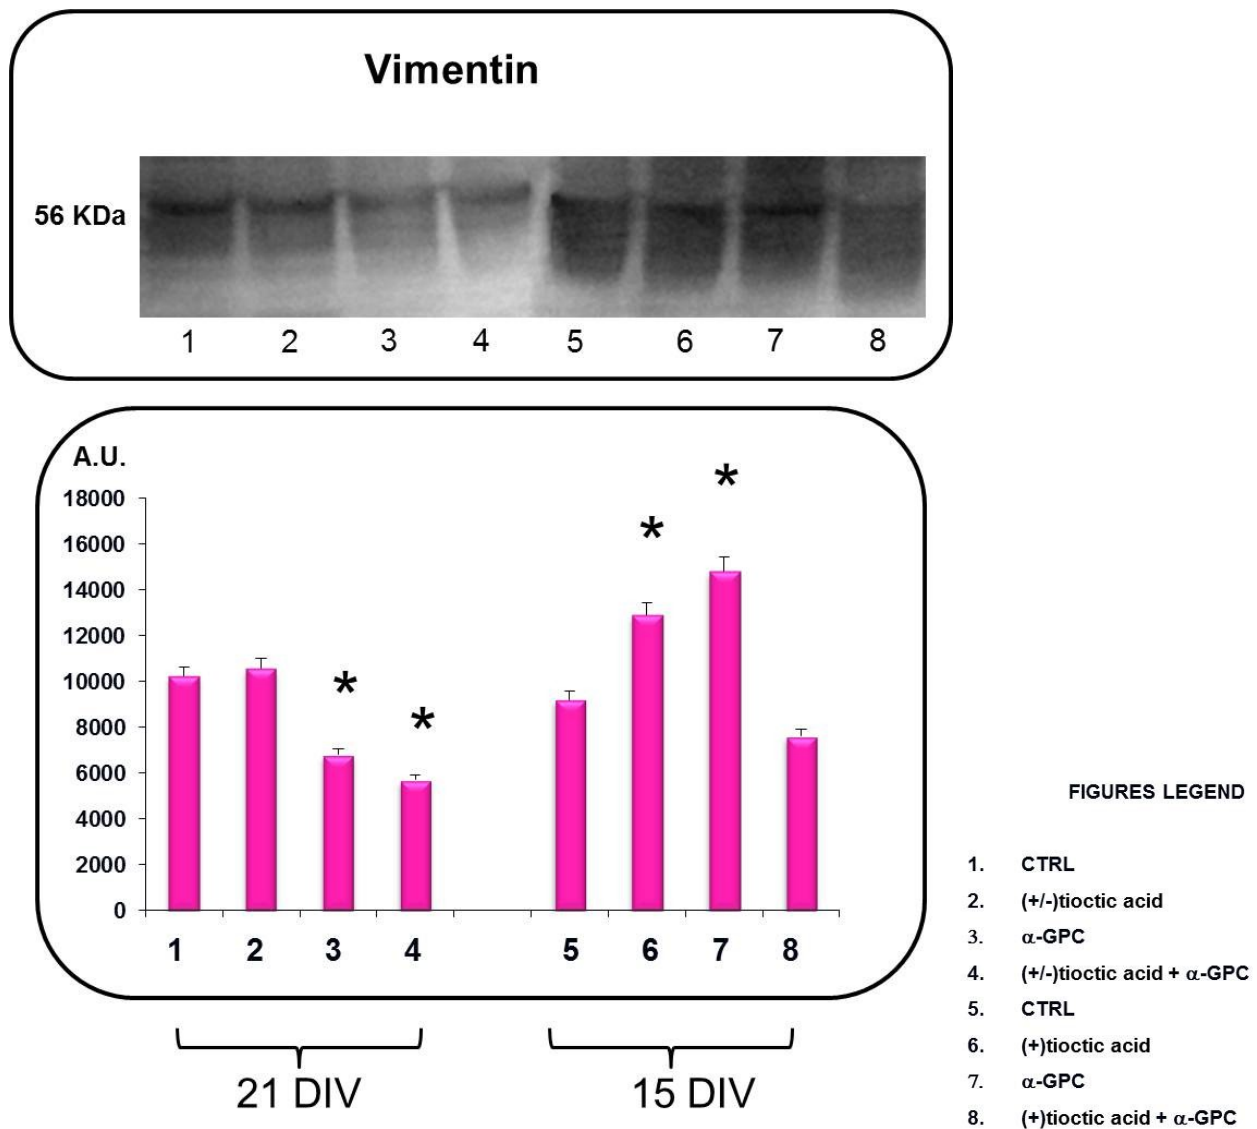 Vimentin
56 KDa
1 2 3 4 5 6 7 8
A.U.
18000
16000
14000
12000
10000
8000
6000
4000
2000
0
* * * *
1 2 3 4 5 6 7 8
21 DIV 15 DIV
FIGURES LEGEND
1. CTRL
2. (+/-)tioctic acid
3. α-GPC
4. (+/-)tioctic acid + α-GPC
5. CTRL
6. (+)tioctic acid
7. α-GPC
8. (+)tioctic acid + α-GPC